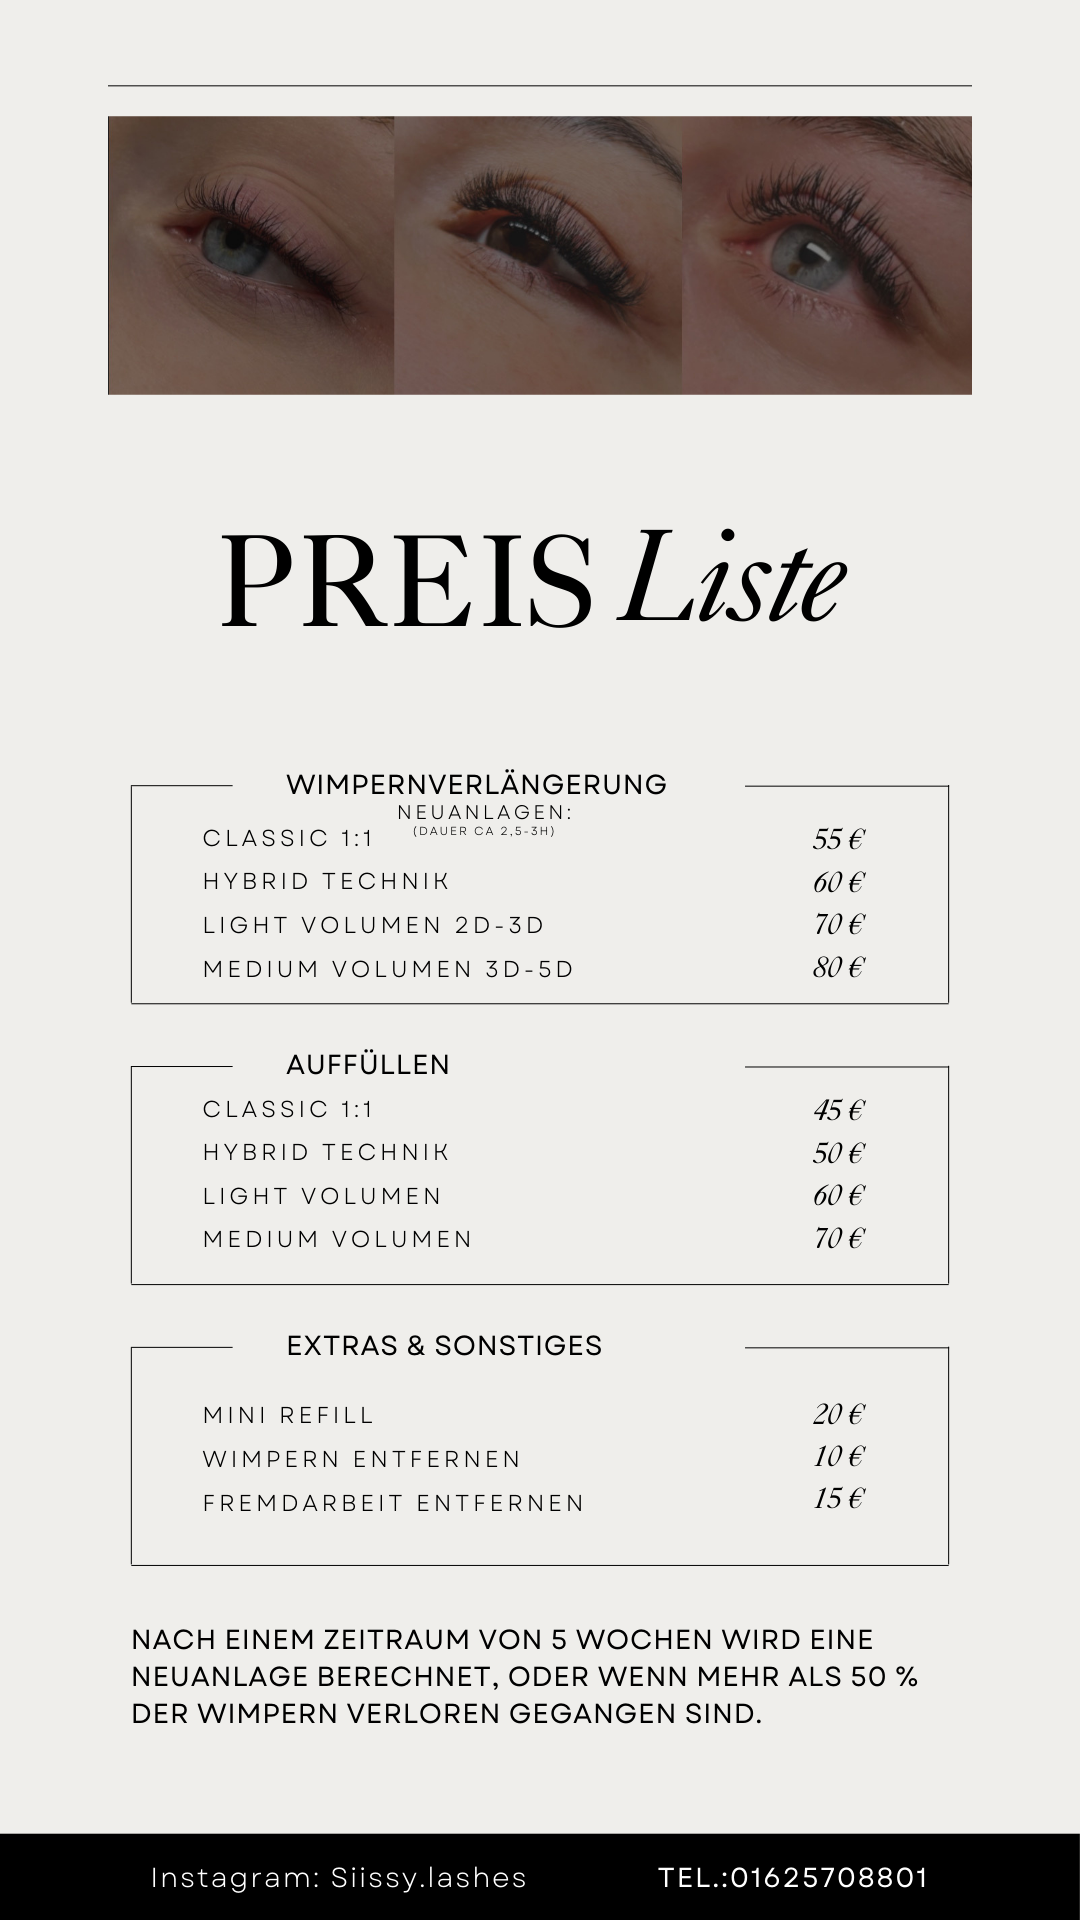 PREIS Liste
WIMPERNVERLÄNGERUNG
NEUANLAGEN:
(DAUER CA 2,5-3H)
CLASSIC 1:1 55 €
HYBRID TECHNIK 60 €
LIGHT VOLUMEN 2D-3D 70 €
MEDIUM VOLUMEN 3D-5D 80 €
AUFFÜLLEN
CLASSIC 1:1 45 €
HYBRID TECHNIK 50 €
LIGHT VOLUMEN 60 €
MEDIUM VOLUMEN 70 €
EXTRAS & SONSTIGES
MINI REFILL 20 €
WIMPERN ENTFERNEN 10 €
FREMDARBEIT ENTFERNEN 15 €
NACH EINEM ZEITRAUM VON 5 WOCHEN WIRD EINE
NEUANLAGE BERECHNET, ODER WENN MEHR ALS 50 %
DER WIMPERN VERLOREN GEGANGEN SIND.
Instagram: Siissy.lashes TEL.:01625708801